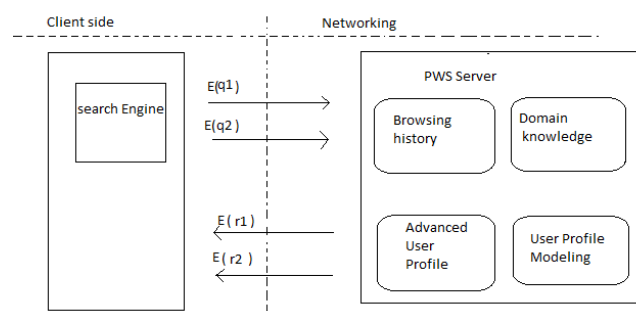 Client side
Networking
search Engine
E(q1)
E(q2)
E( r1 )
E( r2 )
PWS Server
Browsing
history
Domain
knowledge
Advanced
User
Profile
User Profile
Modeling